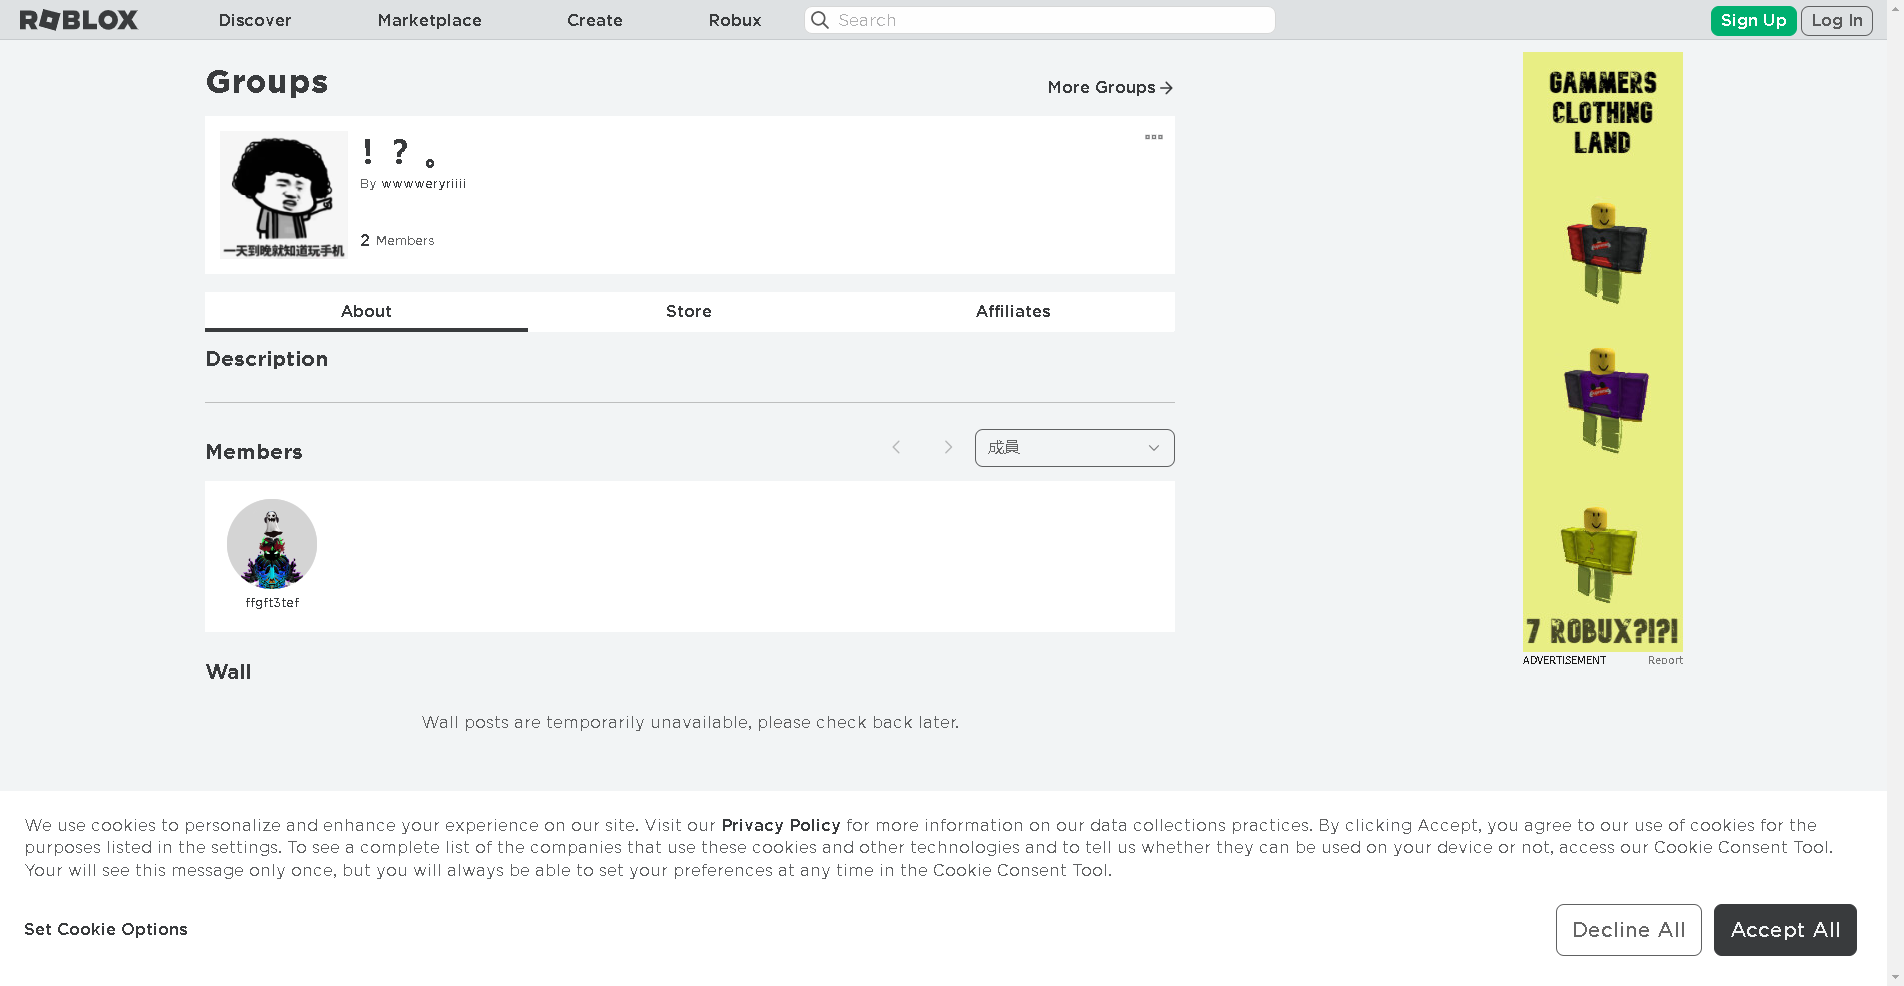 ROBLOX
Discover
Marketplace
Create
Robux
Search
Sign Up
Log In
Groups
More Groups
！？。
By wwwweryriiii
2 Members
一天到晚就知道玩手机
About
Store
Affiliates
Description
Members
成員
ffgft3tef
Wall
Wall posts are temporarily unavailable, please check back later.
GAMMERS
CLOTHING
LAND
7 ROBUX?!?!
ADVERTISEMENT
Report
We use cookies to personalize and enhance your experience on our site. Visit our Privacy Policy for more information on our data collections practices. By clicking Accept, you agree to our use of cookies for the
purposes listed in the settings. To see a complete list of the companies that use these cookies and other technologies and to tell us whether they can be used on your device or not, access our Cookie Consent Tool.
Your will see this message only once, but you will always be able to set your preferences at any time in the Cookie Consent Tool.
Set Cookie Options
Decline All
Accept All